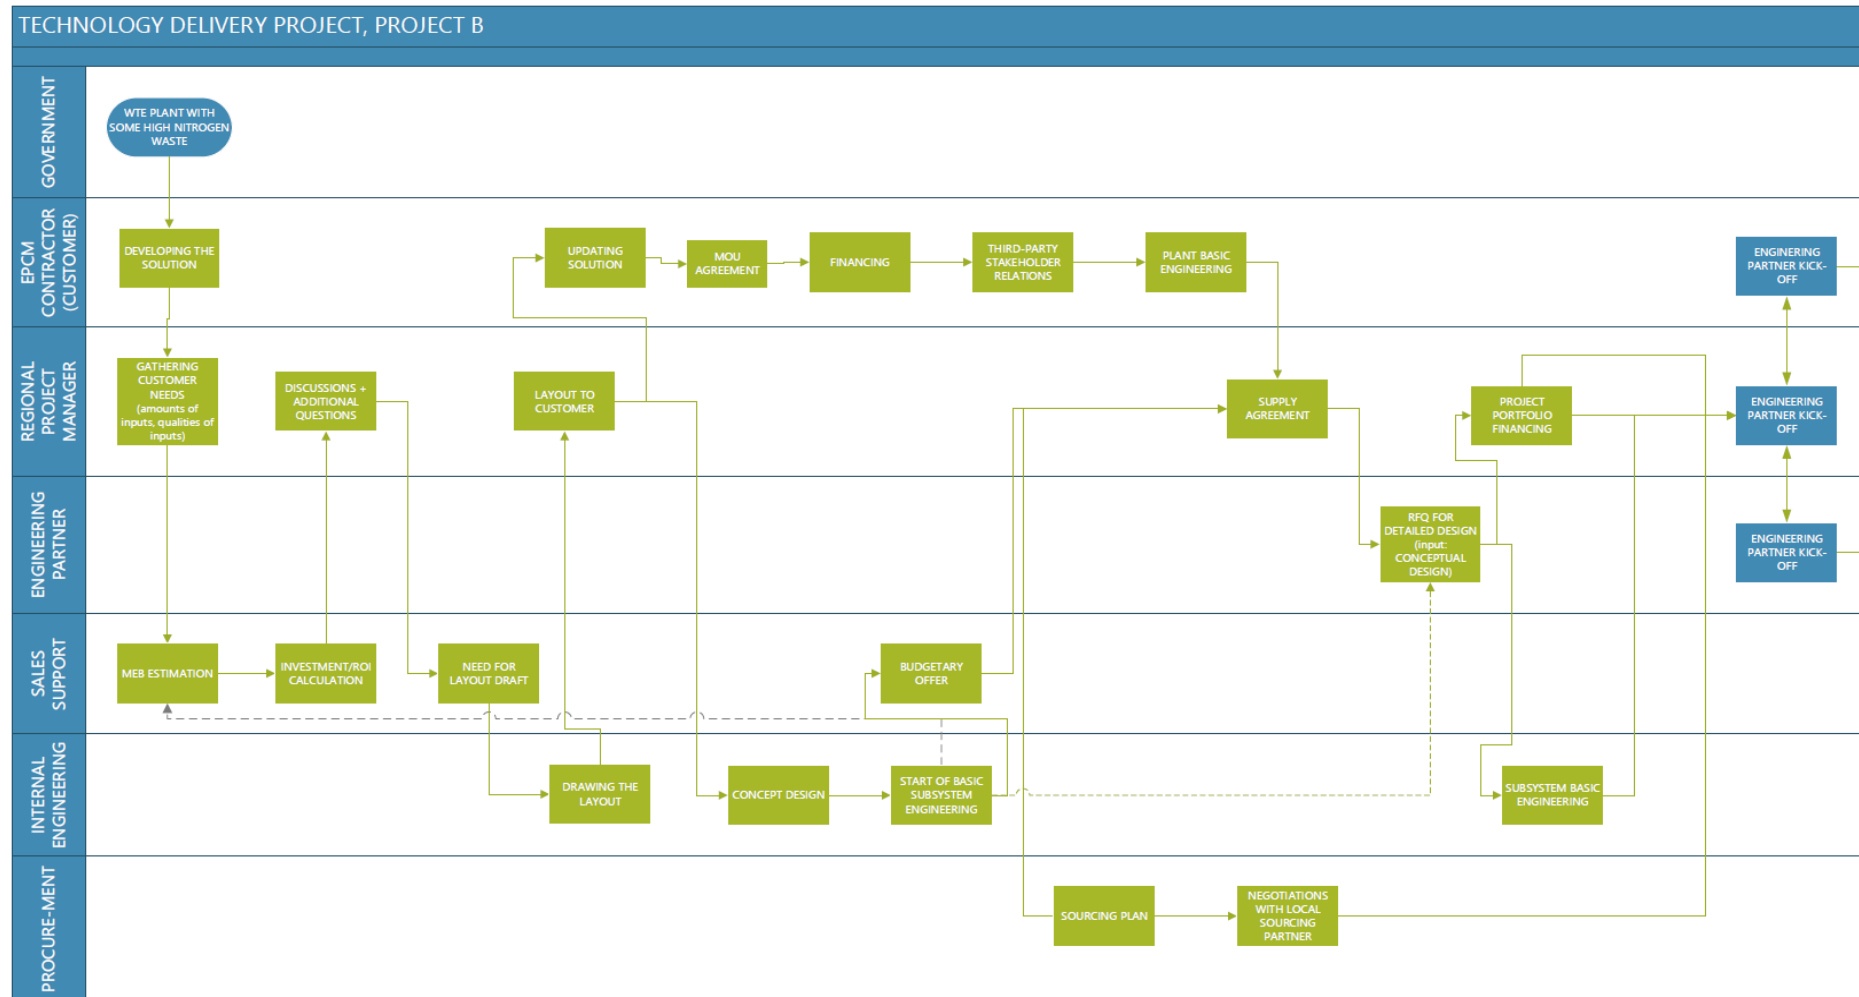 TECHNOLOGY DELIVERY PROJECT, PROJECT B
GOVERNMENT
WTE PLANT WITH
SOME HIGH NITROGEN
WASTE
EPCM
CONTRACTOR
(CUSTOMER)
DEVELOPING THE
SOLUTION
UPDATING
SOLUTION
MOU
AGREEMENT
FINANCING
THIRD-PARTY
STAKEHOLDER
RELATIONS
PLANT BASIC
ENGINEERING
ENGINERING
PARTNER KICK-
OFF
REGIONAL
PROJECT
MANAGER
GATHERING
CUSTOMER
NEEDS
(amounts of
inputs, qualities of
inputs)
DISCUSSIONS +
ADDITIONAL
QUESTIONS
LAYOUT TO
CUSTOMER
SUPPLY
AGREEMENT
PROJECT
PORTFOLIO
FINANCING
ENGINEERING
PARTNER KICK-
OFF
ENGINEERING
PARTNER
RFQ FOR
DETAILED DESIGN
(input:
CONCEPTUAL
DESIGN)
ENGINEERING
PARTNER KICK-
OFF
SALES
SUPPORT
MEB ESTIMATION
INVESTMENT/ROI
CALCULATION
NEED FOR
LAYOUT DRAFT
BUDGETARY
OFFER
INTERNAL
ENGINEERING
DRAWING THE
LAYOUT
CONCEPT DESIGN
START OF BASIC
SUBSYSTEM
ENGINEERING
SUBSYSTEM BASIC
ENGINEERING
PROCURE-MENT
SOURCING PLAN
NEGOTIATIONS
WITH LOCAL
SOURCING
PARTNER